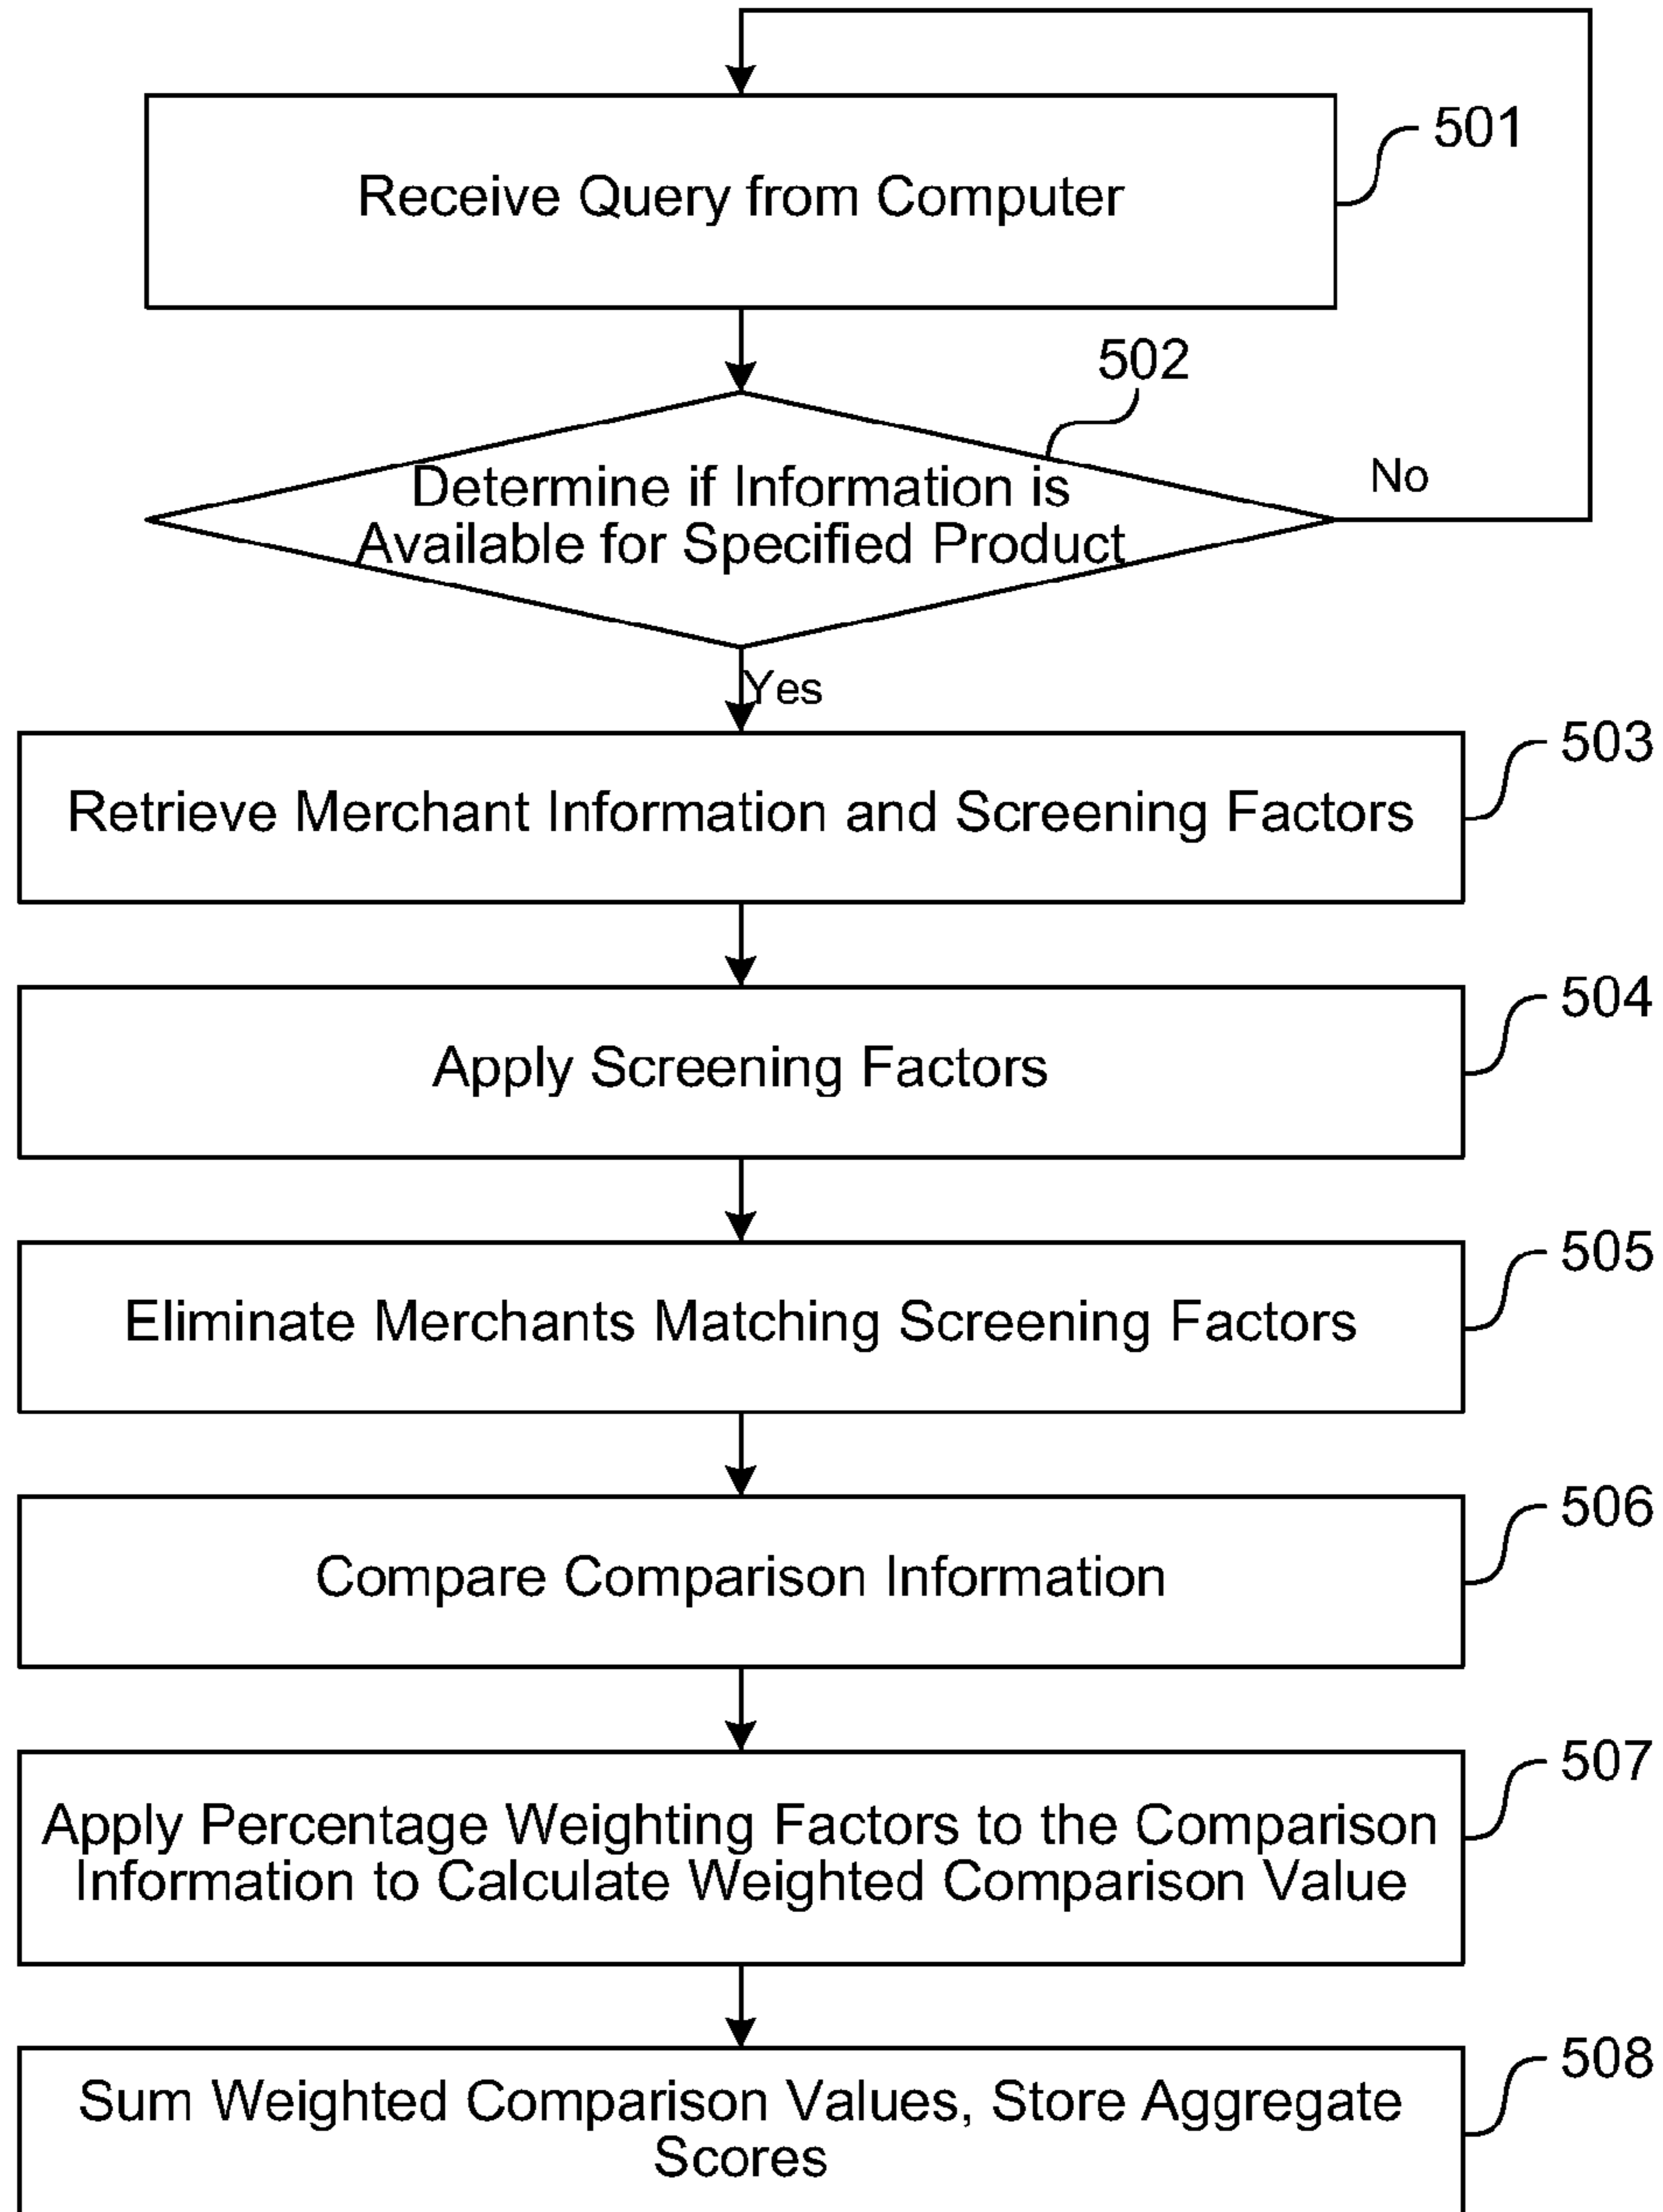 Receive Query from Computer
501
502
Determine if Information is
Available for Specified Product
No
Yes
Retrieve Merchant Information and Screening Factors
503
Apply Screening Factors
504
Eliminate Merchants Matching Screening Factors
505
Compare Comparison Information
506
Apply Percentage Weighting Factors to the Comparison
Information to Calculate Weighted Comparison Value
507
Sum Weighted Comparison Values, Store Aggregate
Scores
508